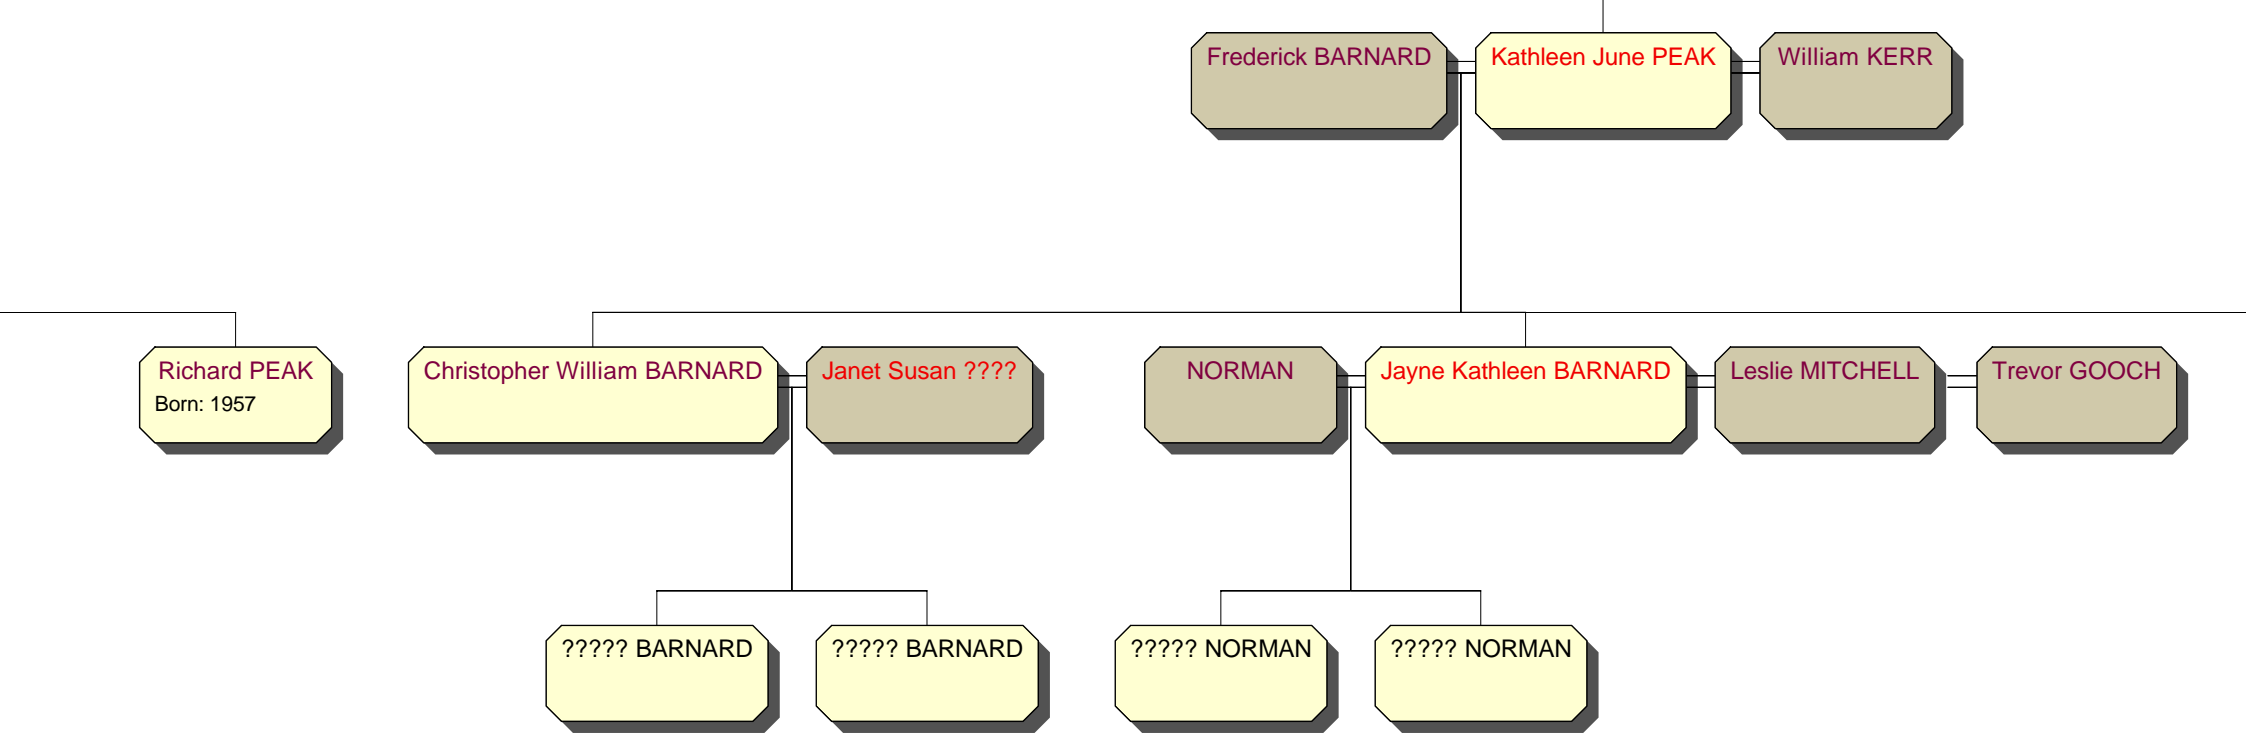 Frederick BARNARD
Kathleen June PEAK
William KERR
Richard PEAK
Born: 1957
Christopher William BARNARD
Janet Susan ????
NORMAN
Jayne Kathleen BARNARD
Leslie MITCHELL
Trevor GOOCH
????? BARNARD
????? BARNARD
????? NORMAN
????? NORMAN